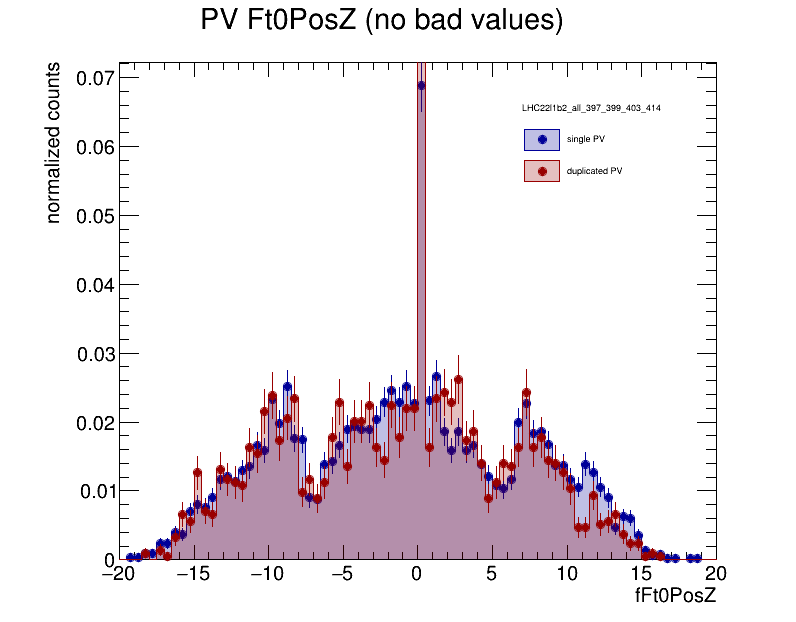 PV Ft0PosZ (no bad values)
normalized counts
0.07
0.06
0.05
0.04
0.03
0.02
0.01
0
LHC22l1b2_all_397_399_403_414
single PV
duplicated PV
−20 −15 −10 −5 0 5 10 15 20
fFt0PosZ